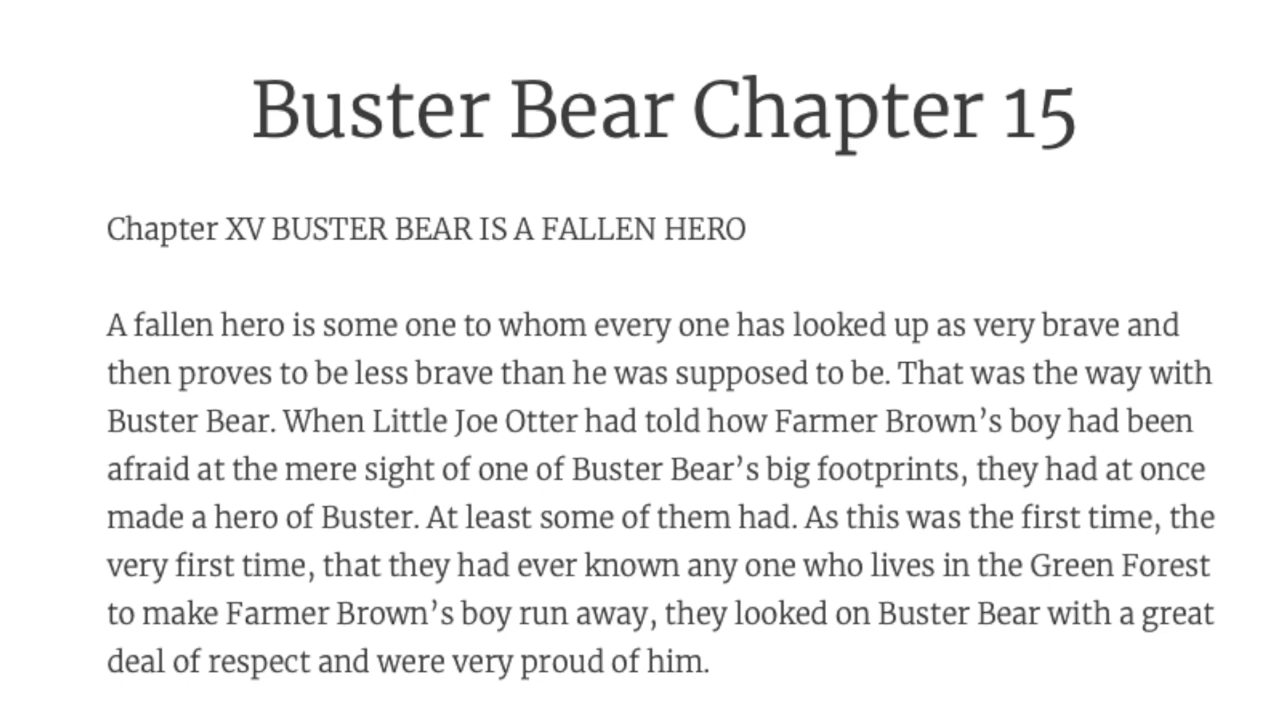 Buster Bear Chapter 15
Chapter XV BUSTER BEAR IS A FALLEN HERO
A fallen hero is some one to whom every one has looked up as very brave and
then proves to be less brave than he was supposed to be. That was the way with
Buster Bear. When Little Joe Otter had told how Farmer Brown’s boy had been
afraid at the mere sight of one of Buster Bear’s big footprints, they had at once
made a hero of Buster. At least some of them had. As this was the first time, the
very first time, that they had ever known any one who lives in the Green Forest
to make Farmer Brown’s boy run away, they looked on Buster Bear with a great
deal of respect and were very proud of him.